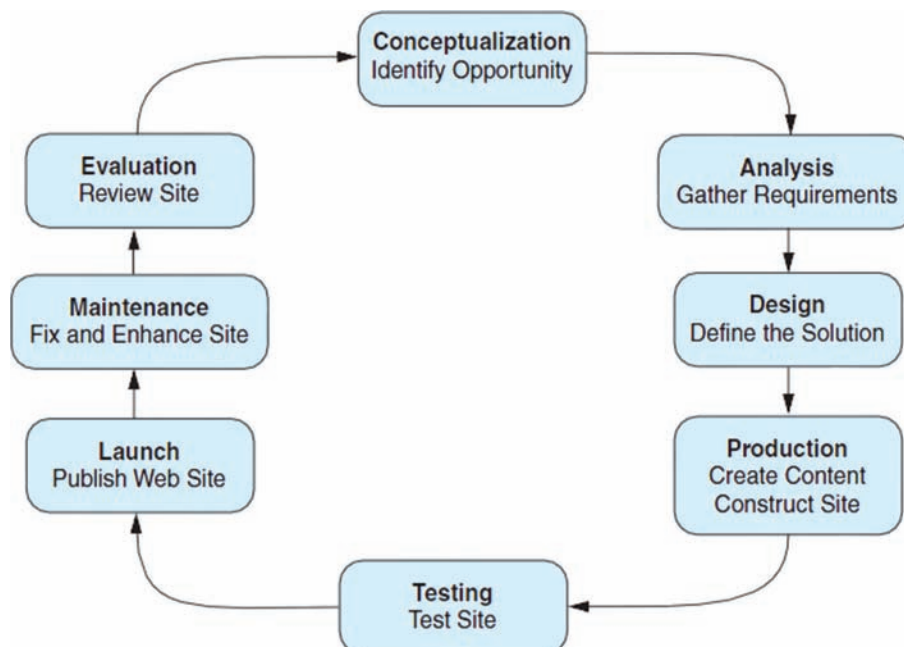 Conceptualization
Identify Opportunity
Analysis
Gather Requirements
Design
Define the Solution
Production
Create Content
Construct Site
Testing
Test Site
Launch
Publish Web Site
Maintenance
Fix and Enhance Site
Evaluation
Review Site